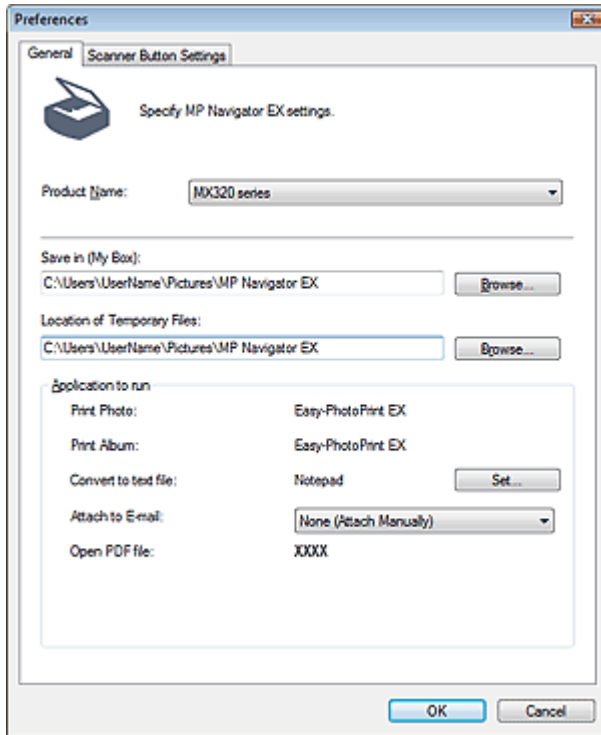 Preferences
General Scanner Button Settings
Specify MP Navigator EX settings.
Product Name: MX320 series
Save in (My Box):
C:\Users\UserName\Pictures\MP Navigator EX Browse...
Location of Temporary Files:
C:\Users\UserName\Pictures\MP Navigator EX Browse...
Application to run
Print Photo: Easy-PhotoPrint EX
Print Album: Easy-PhotoPrint EX
Convert to text file: Notepad Set...
Attach to E-mail: None (Attach Manually)
Open PDF file: XXXX
OK Cancel